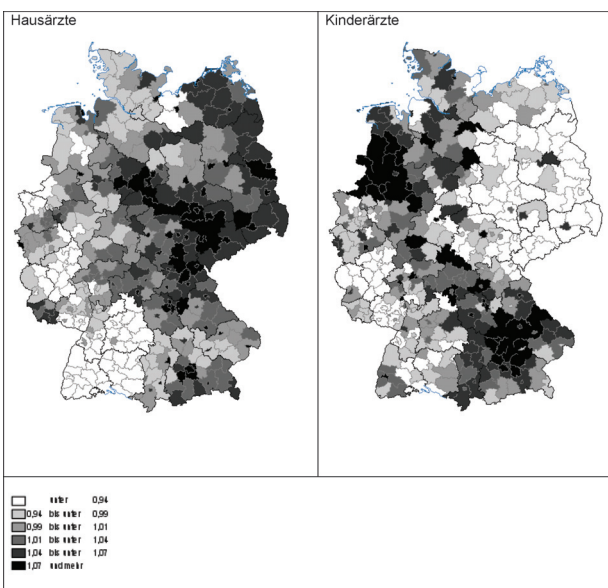 Hausärzte
Kinderärzte
unter 0,94
0,94 bis unter 0,99
0,99 bis unter 1,01
1,01 bis unter 1,04
1,04 bis unter 1,07
1,07 und mehr